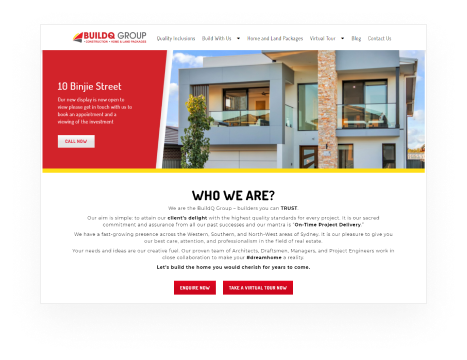 BUILDQ GROUP
CONSTRUCTION • HOME & LAND PACKAGES
Quality Inclusions Build With Us Home and Land Packages Virtual Tour Blog Contact Us
10 Binjie Street
Our new display is now open to
view please get in touch with us to
book an appointment and a
viewing of the investment
CALL NOW
WHO WE ARE?
We are the BuildQ Group – builders you can TRUST.
Our aim is simple: to attain our client's delight with the highest quality standards for every project. It is our sacred
commitment and assurance from all our past successes and our mantra is "On-Time Project Delivery."
We have a fast-growing presence across the Western, Southern, and North-West areas of Sydney. It is our pleasure to give you
our best care, attention, and professionalism in the field of real estate.
Your needs and ideas are our creative fuel. Our proven team of Architects, Draftsmen, Managers, and Project Engineers work in
close collaboration to make your #dreamhome a reality.
Let's build the home you would cherish for years to come.
ENQUIRE NOW TAKE A VIRTUAL TOUR NOW